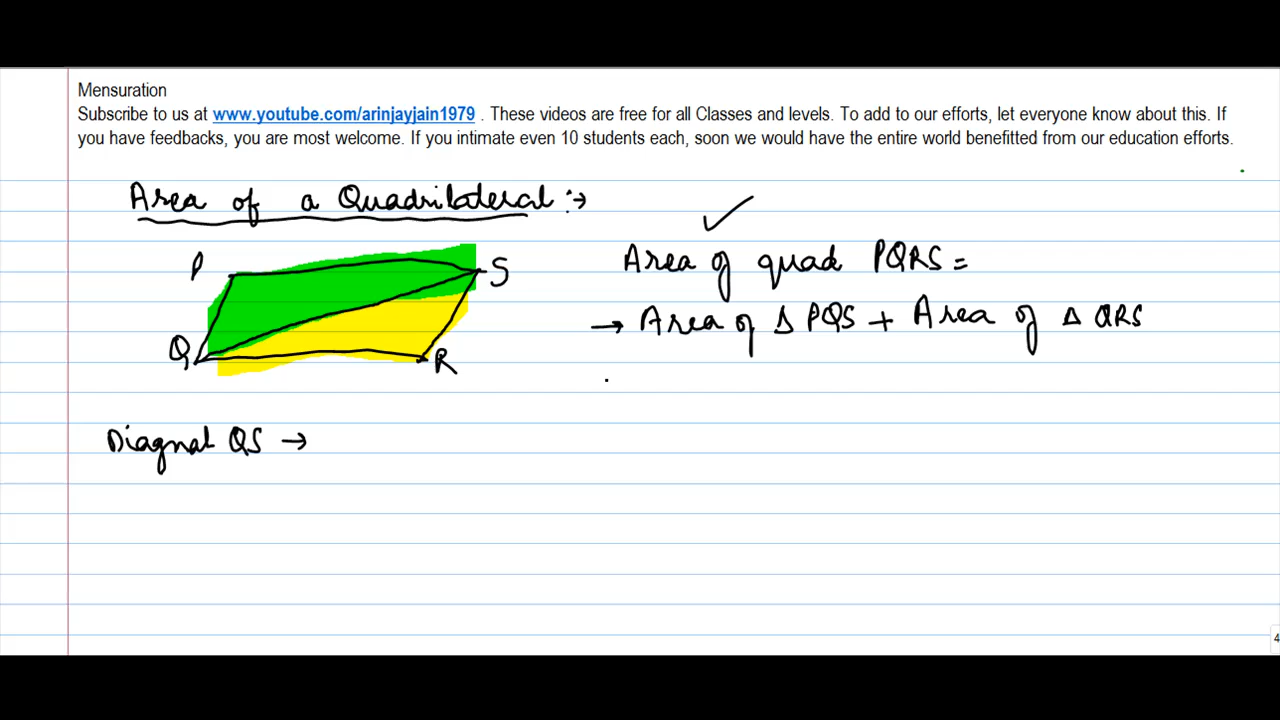 Mensuration
Subscribe to us at www.youtube.com/arinjayjain1979 . These videos are free for all Classes and levels. To add to our efforts, let everyone know about this. If
you have feedbacks, you are most welcome. If you intimate even 10 students each, soon we would have the entire world benefitted from our education efforts.
Area of a Quadrilateral :→
P
S
Q
R
Area of quad PQRS =
→ Area of Δ PQS + Area of Δ QRS
Diagnal QS →
4